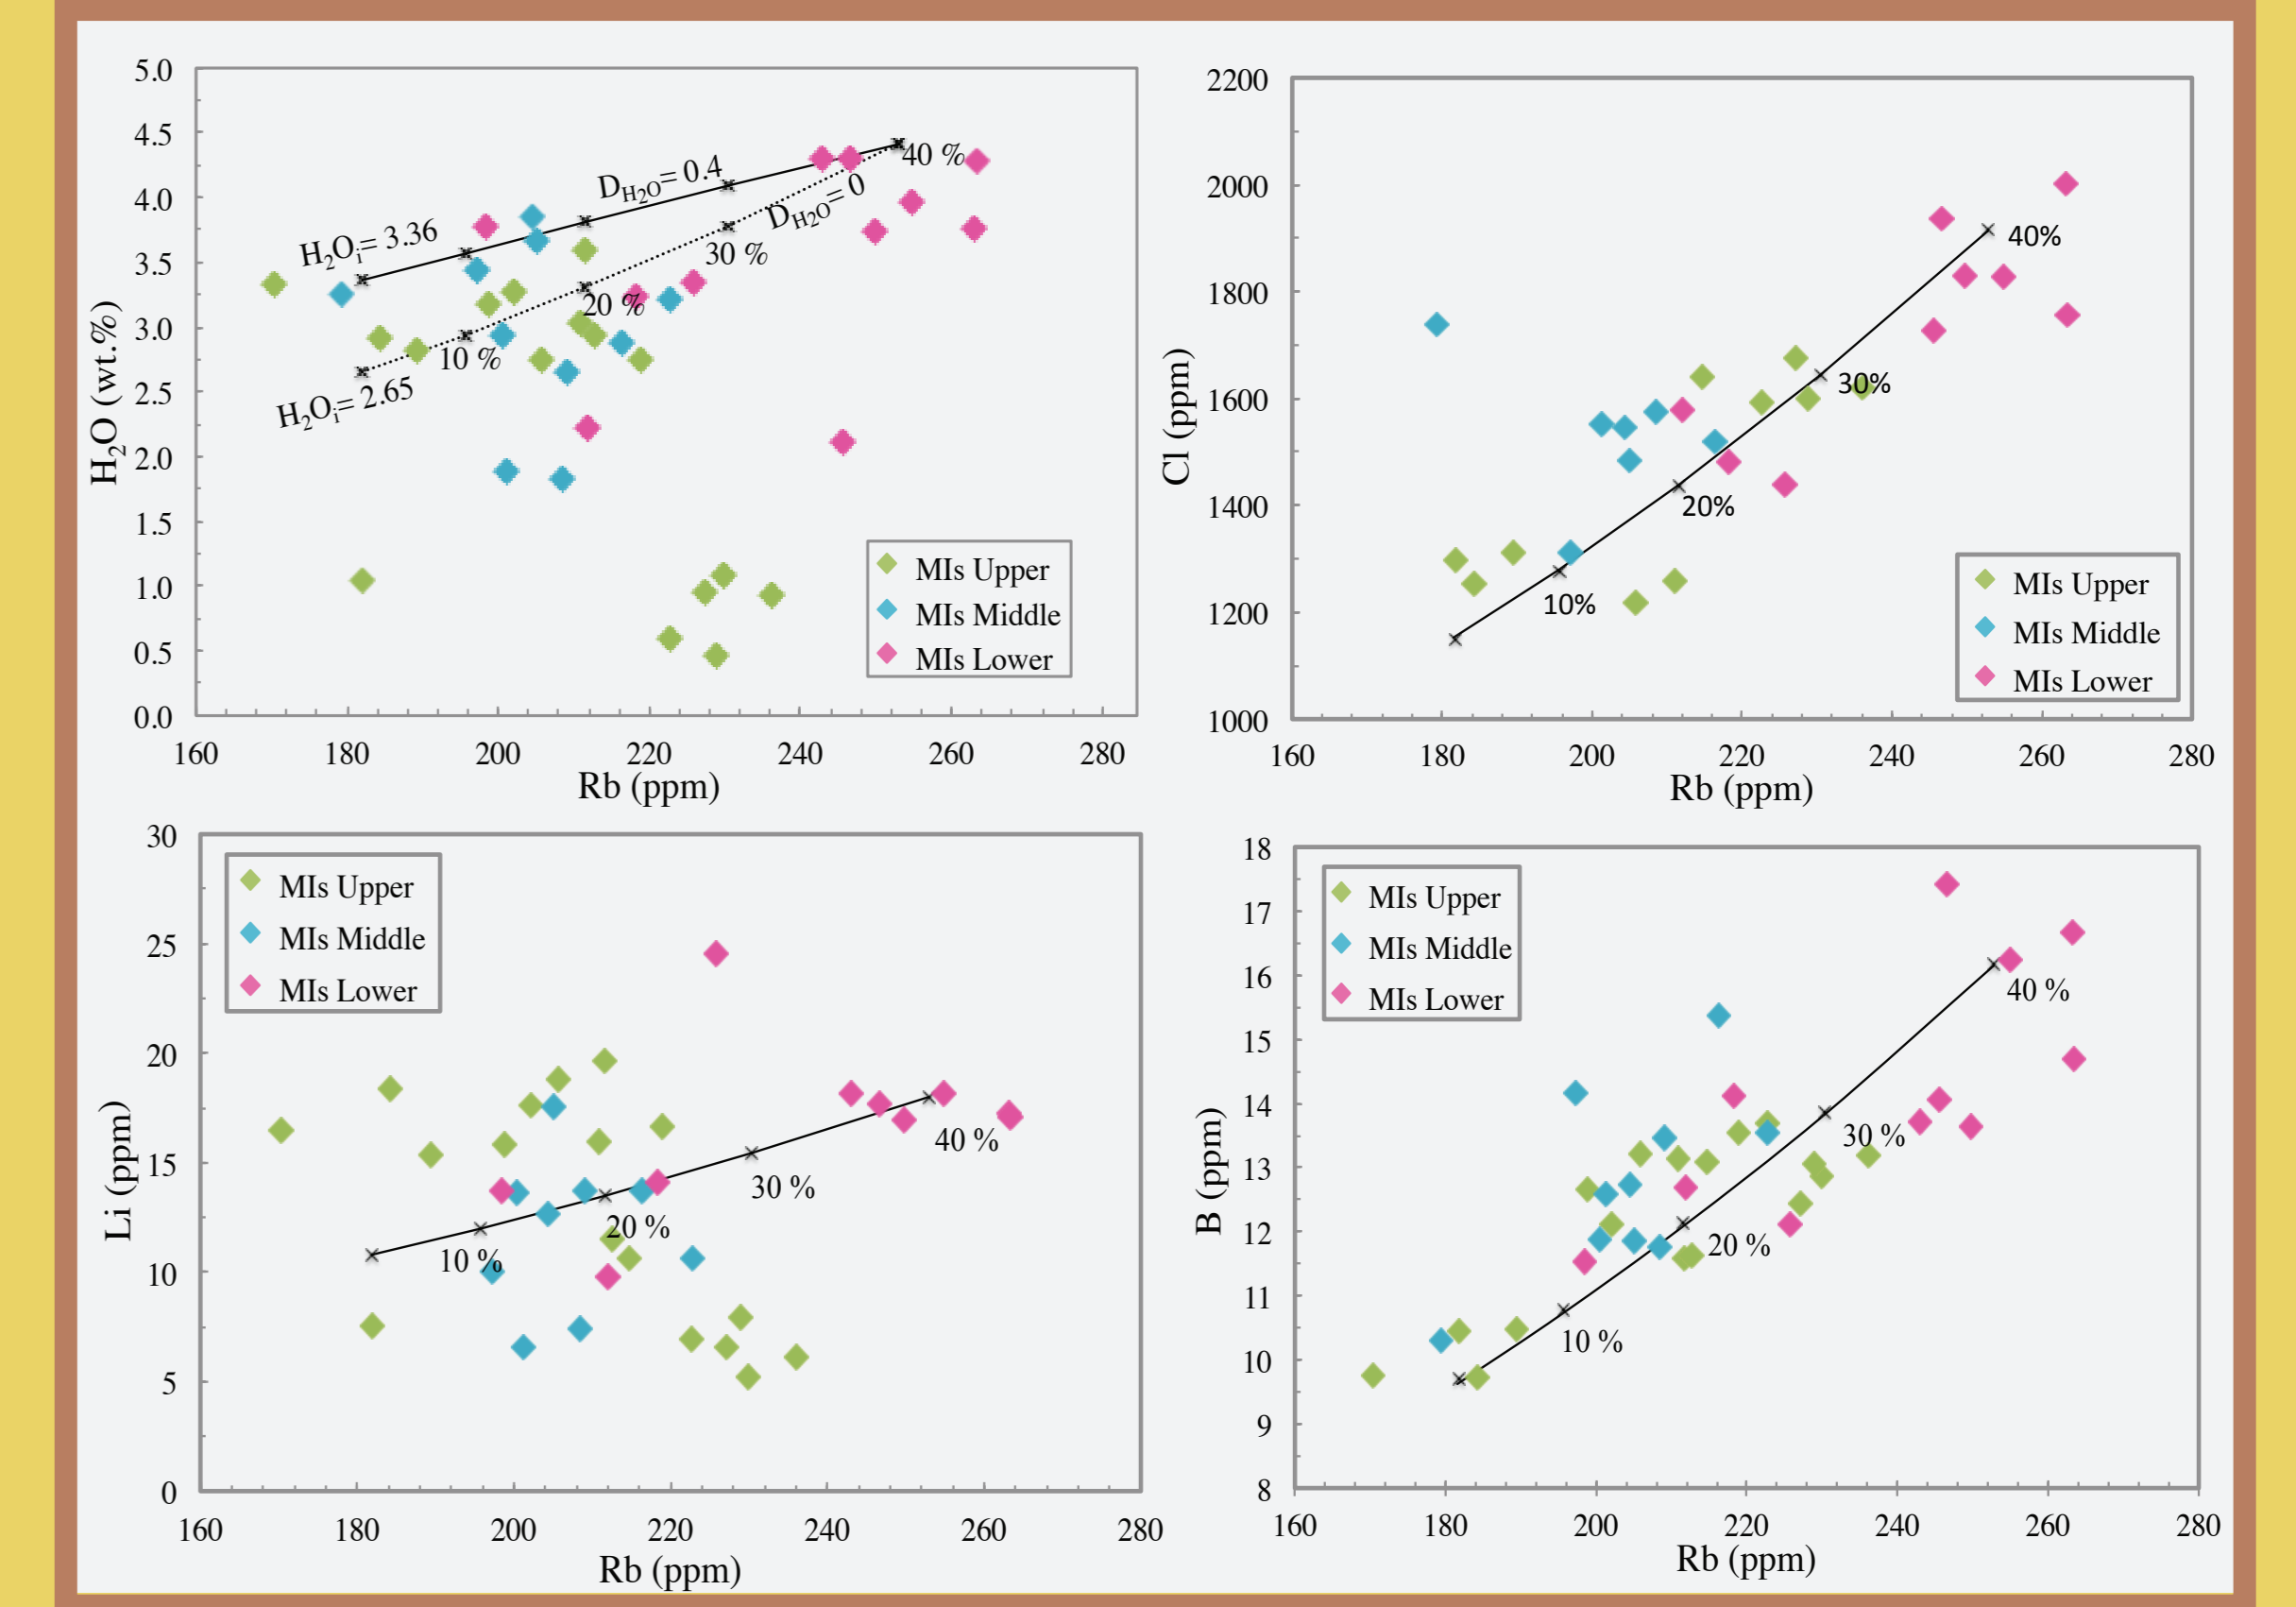 5.0
4.5
4.0
3.5
3.0
2.5
2.0
1.5
1.0
0.5
0.0
H2O (wt.%)
160 180 200 220 240 260 280
Rb (ppm)
H2Oi= 3.36
DH2O= 0.4
40 %
DH2O= 0
30 %
20 %
10 %
H2Oi= 2.65
MIs Upper
MIs Middle
MIs Lower
2200
2000
1800
1600
1400
1200
1000
Cl (ppm)
160 180 200 220 240 260 280
Rb (ppm)
40%
30%
20%
10%
MIs Upper
MIs Middle
MIs Lower
30
25
20
15
10
5
0
Li (ppm)
160 180 200 220 240 260 280
Rb (ppm)
MIs Upper
MIs Middle
MIs Lower
40 %
30 %
20 %
10 %
18
17
16
15
14
13
12
11
10
9
8
B (ppm)
160 180 200 220 240 260 280
Rb (ppm)
MIs Upper
MIs Middle
MIs Lower
40 %
30 %
20 %
10 %